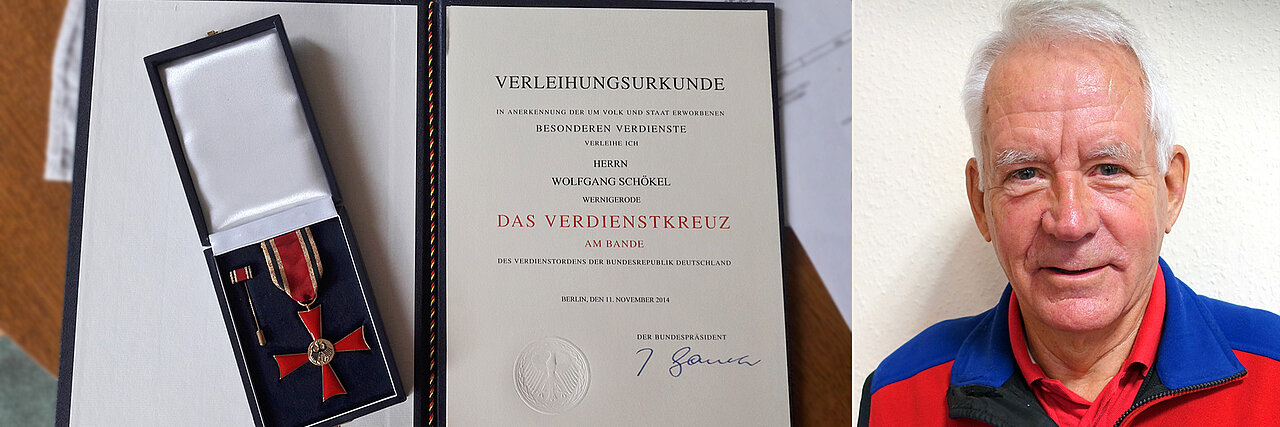 VERLEIHUNGSURKUNDE
IN ANERKENNUNG DER UM VOLK UND STAAT ERWORBENEN
BESONDEREN VERDIENSTE
VERLEIHE ICH
HERRN
WOLFGANG SCHÖKEL
WERNIGERODE
DAS VERDIENSTKREUZ
AM BANDE
DES VERDIENSTORDENS DER BUNDESREPUBLIK DEUTSCHLAND
BERLIN, DEN 11. NOVEMBER 2014
DER BUNDESPRÄSIDENT